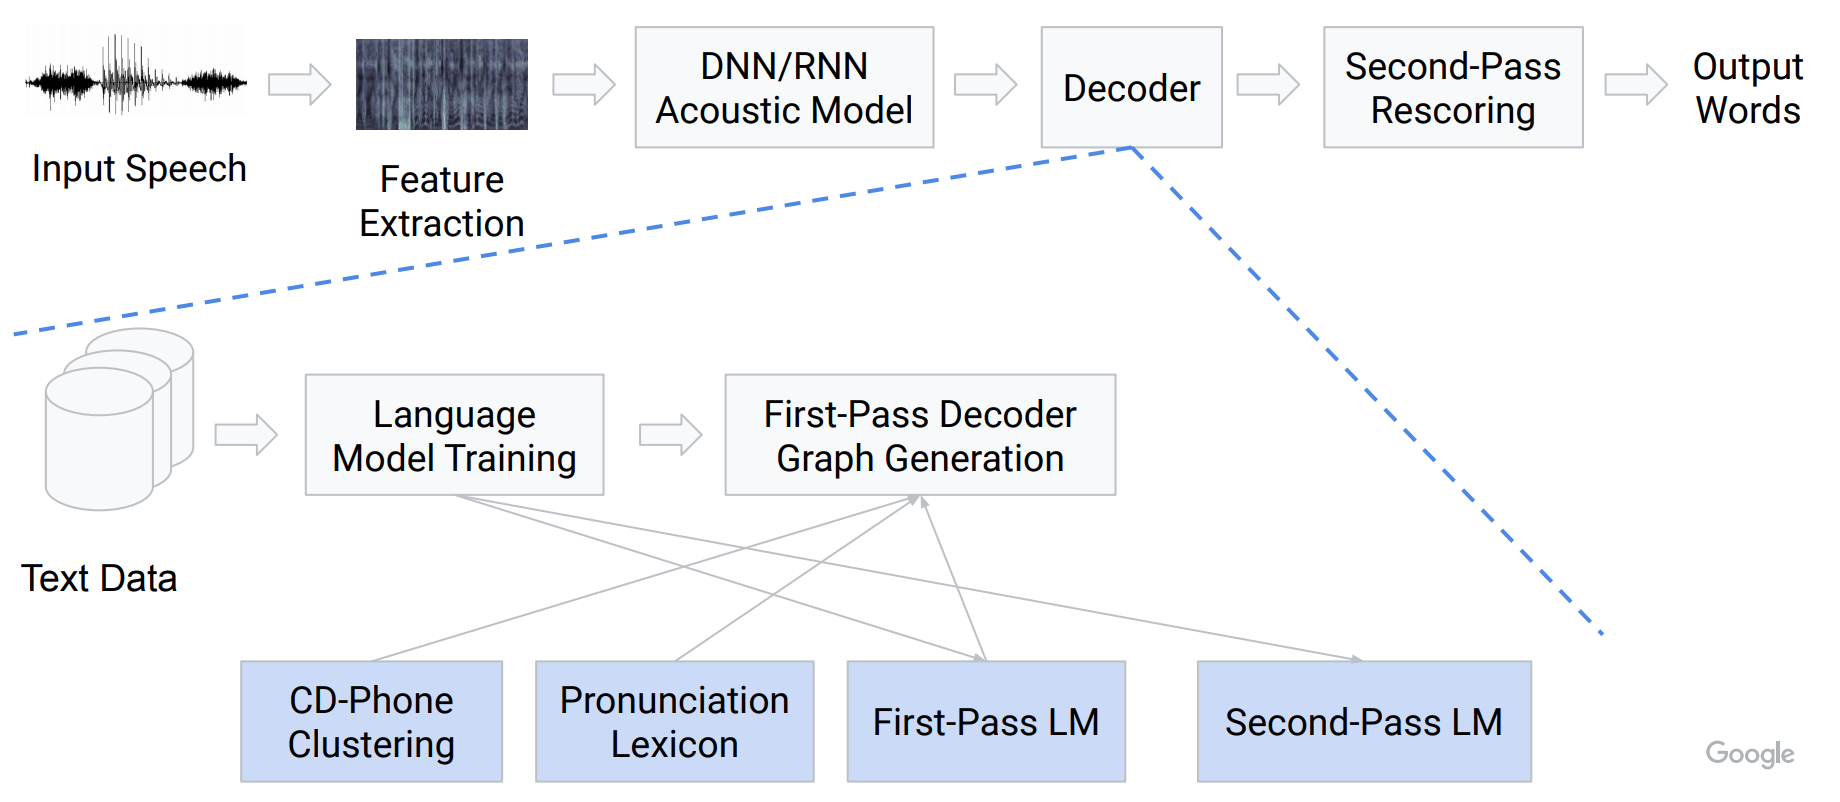 DNN/RNN
Acoustic Model
Decoder
Second-Pass
Rescoring
Output
Words
Input Speech
Feature
Extraction
Language
Model Training
First-Pass Decoder
Graph Generation
Text Data
CD-Phone
Clustering
Pronunciation
Lexicon
First-Pass LM
Second-Pass LM
Google